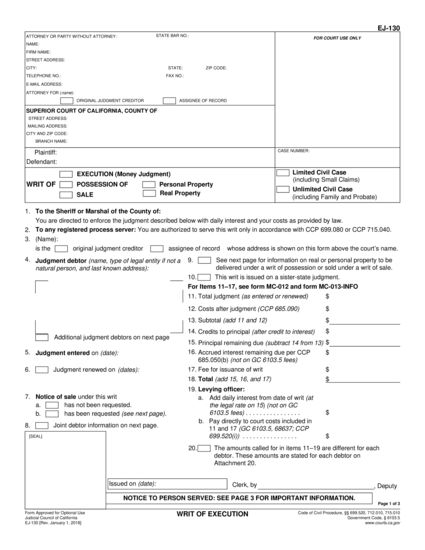 EJ-130
ATTORNEY OR PARTY WITHOUT ATTORNEY: STATE BAR NO.:
FOR COURT USE ONLY
NAME:
FIRM NAME:
STREET ADDRESS:
CITY: STATE: ZIP CODE:
TELEPHONE NO.: FAX NO.:
E-MAIL ADDRESS:
ATTORNEY FOR (name):
ORIGINAL JUDGMENT CREDITOR ASSIGNEE OF RECORD
SUPERIOR COURT OF CALIFORNIA, COUNTY OF
STREET ADDRESS:
MAILING ADDRESS:
CITY AND ZIP CODE:
BRANCH NAME:
Plaintiff:
Defendant:
CASE NUMBER:
EXECUTION (Money Judgment)
WRIT OF POSSESSION OF Personal Property
SALE Real Property
Limited Civil Case
(including Small Claims)
Unlimited Civil Case
(including Family and Probate)
1. To the Sheriff or Marshal of the County of:
You are directed to enforce the judgment described below with daily interest and your costs as provided by law.
2. To any registered process server: You are authorized to serve this writ only in accordance with CCP 699.080 or CCP 715.040.
3. (Name):
is the original judgment creditor assignee of record whose address is shown on this form above the court's name.
4. Judgment debtor (name, type of legal entity if not a
natural person, and last known address):
Additional judgment debtors on next page
5. Judgment entered on (date):
6. Judgment renewed on (dates):
7. Notice of sale under this writ
a. has not been requested.
b. has been requested (see next page).
8. Joint debtor information on next page.
[SEAL]
9. See next page for information on real or personal property to be
delivered under a writ of possession or sold under a writ of sale.
10. This writ is issued on a sister-state judgment.
For Items 11–17, see form MC-012 and form MC-013-INFO
11. Total judgment (as entered or renewed) $
12. Costs after judgment (CCP 685.090) $
13. Subtotal (add 11 and 12) $
14. Credits to principal (after credit to interest) $
15. Principal remaining due (subtract 14 from 13) $
16. Accrued interest remaining due per CCP $
685.050(b) (not on GC 6103.5 fees)
17. Fee for issuance of writ $
18. Total (add 15, 16, and 17) $
19. Levying officer:
a. Add daily interest from date of writ (at
the legal rate on 15) (not on GC
6103.5 fees) . . . . . . . . . . . . . . . $
b. Pay directly to court costs included in
11 and 17 (GC 6103.5, 68637; CCP
699.520(i)) . . . . . . . . . . . . . . . $
20. The amounts called for in items 11–19 are different for each
debtor. These amounts are stated for each debtor on
Attachment 20.
Issued on (date): Clerk, by , Deputy
NOTICE TO PERSON SERVED: SEE PAGE 3 FOR IMPORTANT INFORMATION.
Page 1 of 3
Form Approved for Optional Use
Judicial Council of California
EJ-130 [Rev. January 1, 2018]
WRIT OF EXECUTION
Code of Civil Procedure, §§ 699.520, 712.010, 715.010
Government Code, § 6103.5
www.courts.ca.gov